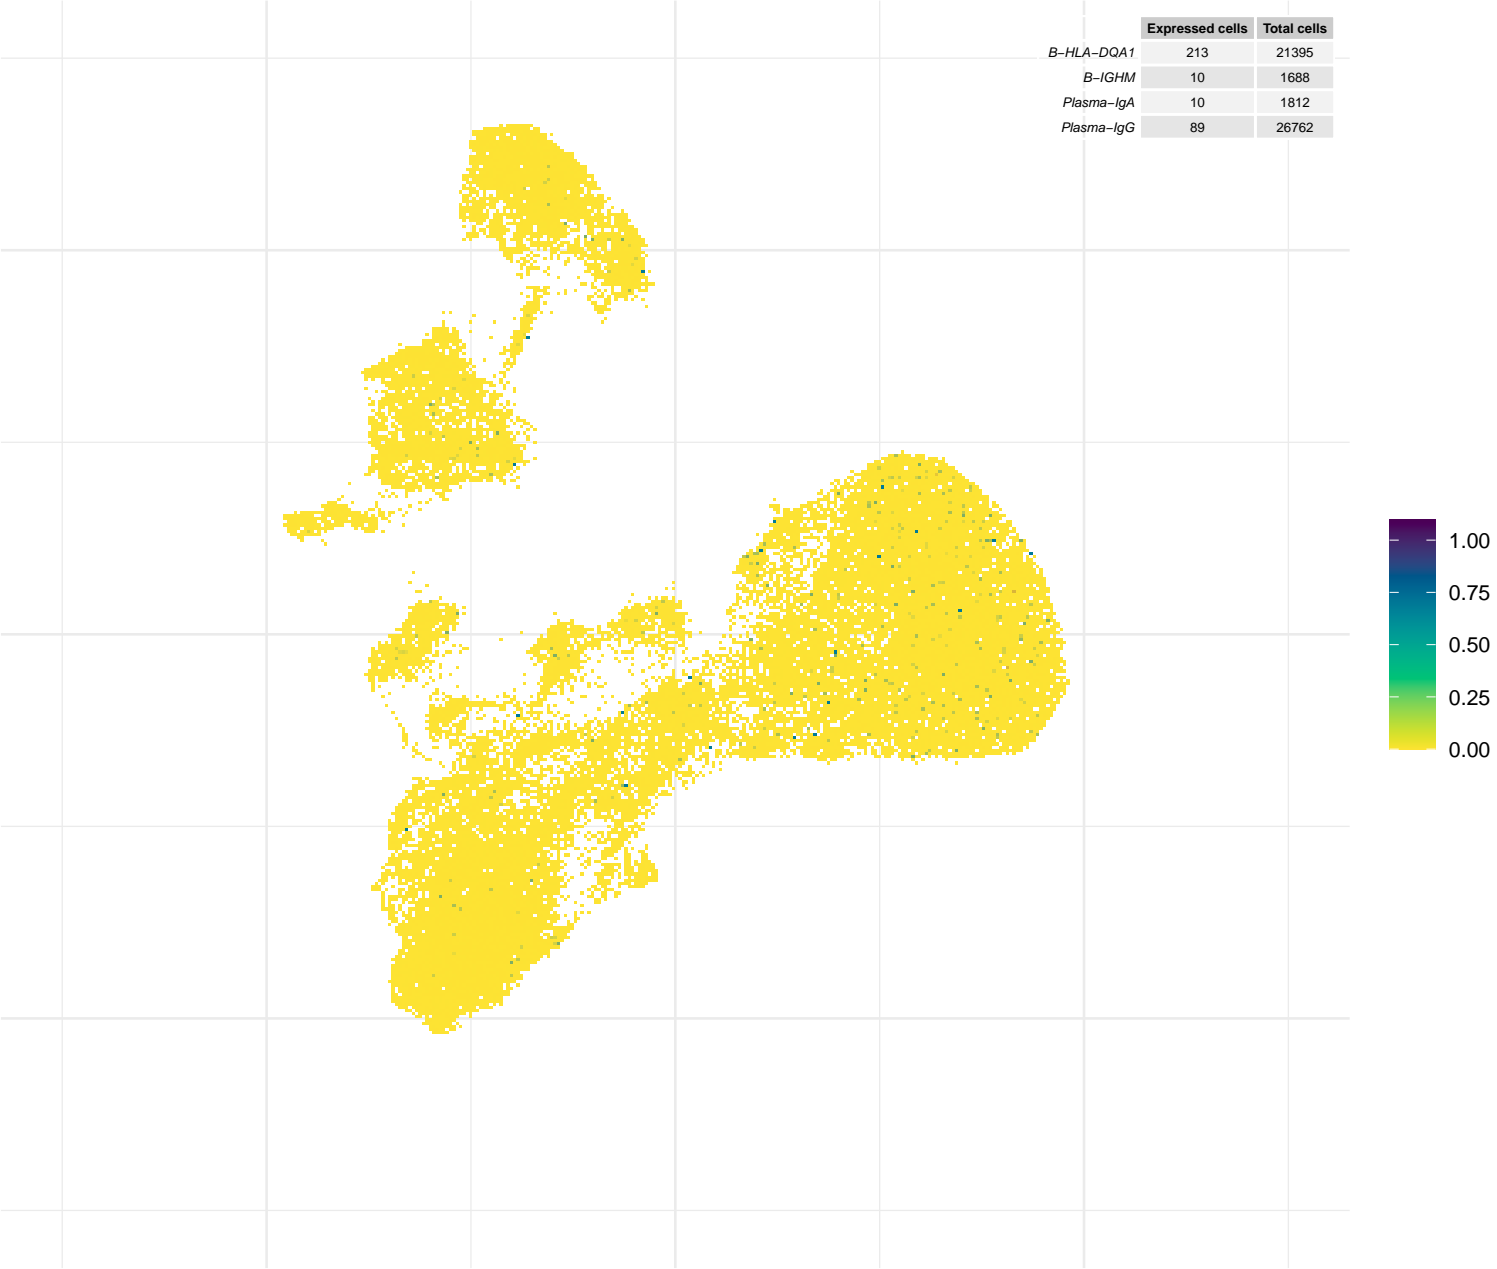 Expressed cells Total cells
B−HLA−DQA1 213 21395
B−IGHM 10 1688
Plasma−IgA 10 1812
Plasma−IgG 89 26762
1.00
0.75
0.50
0.25
0.00